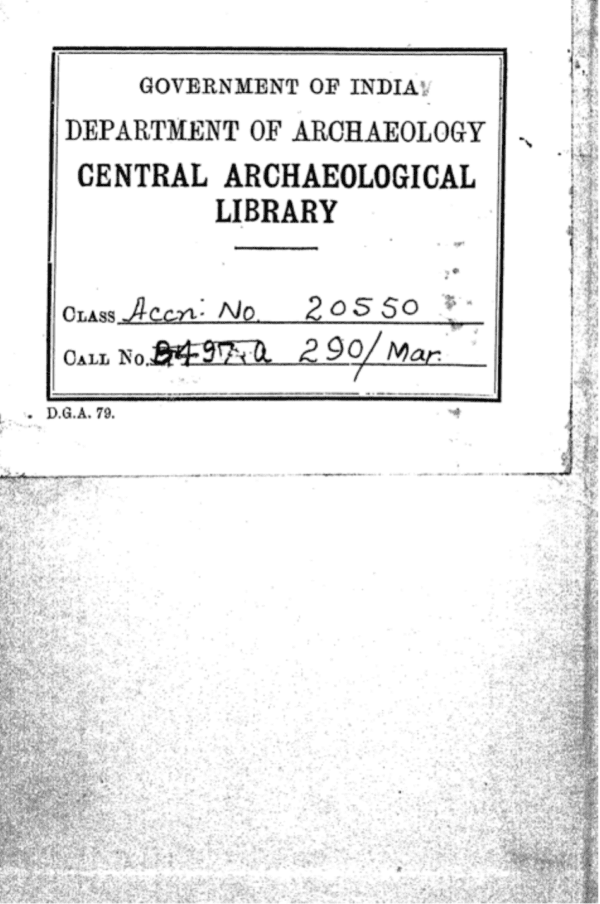 GOVERNMENT OF INDIA
DEPARTMENT OF ARCHAEOLOGY
CENTRAL ARCHAEOLOGICAL
LIBRARY
CLASS Accn: No. 20550
CALL No. 290/Mar.
D.G.A. 79.